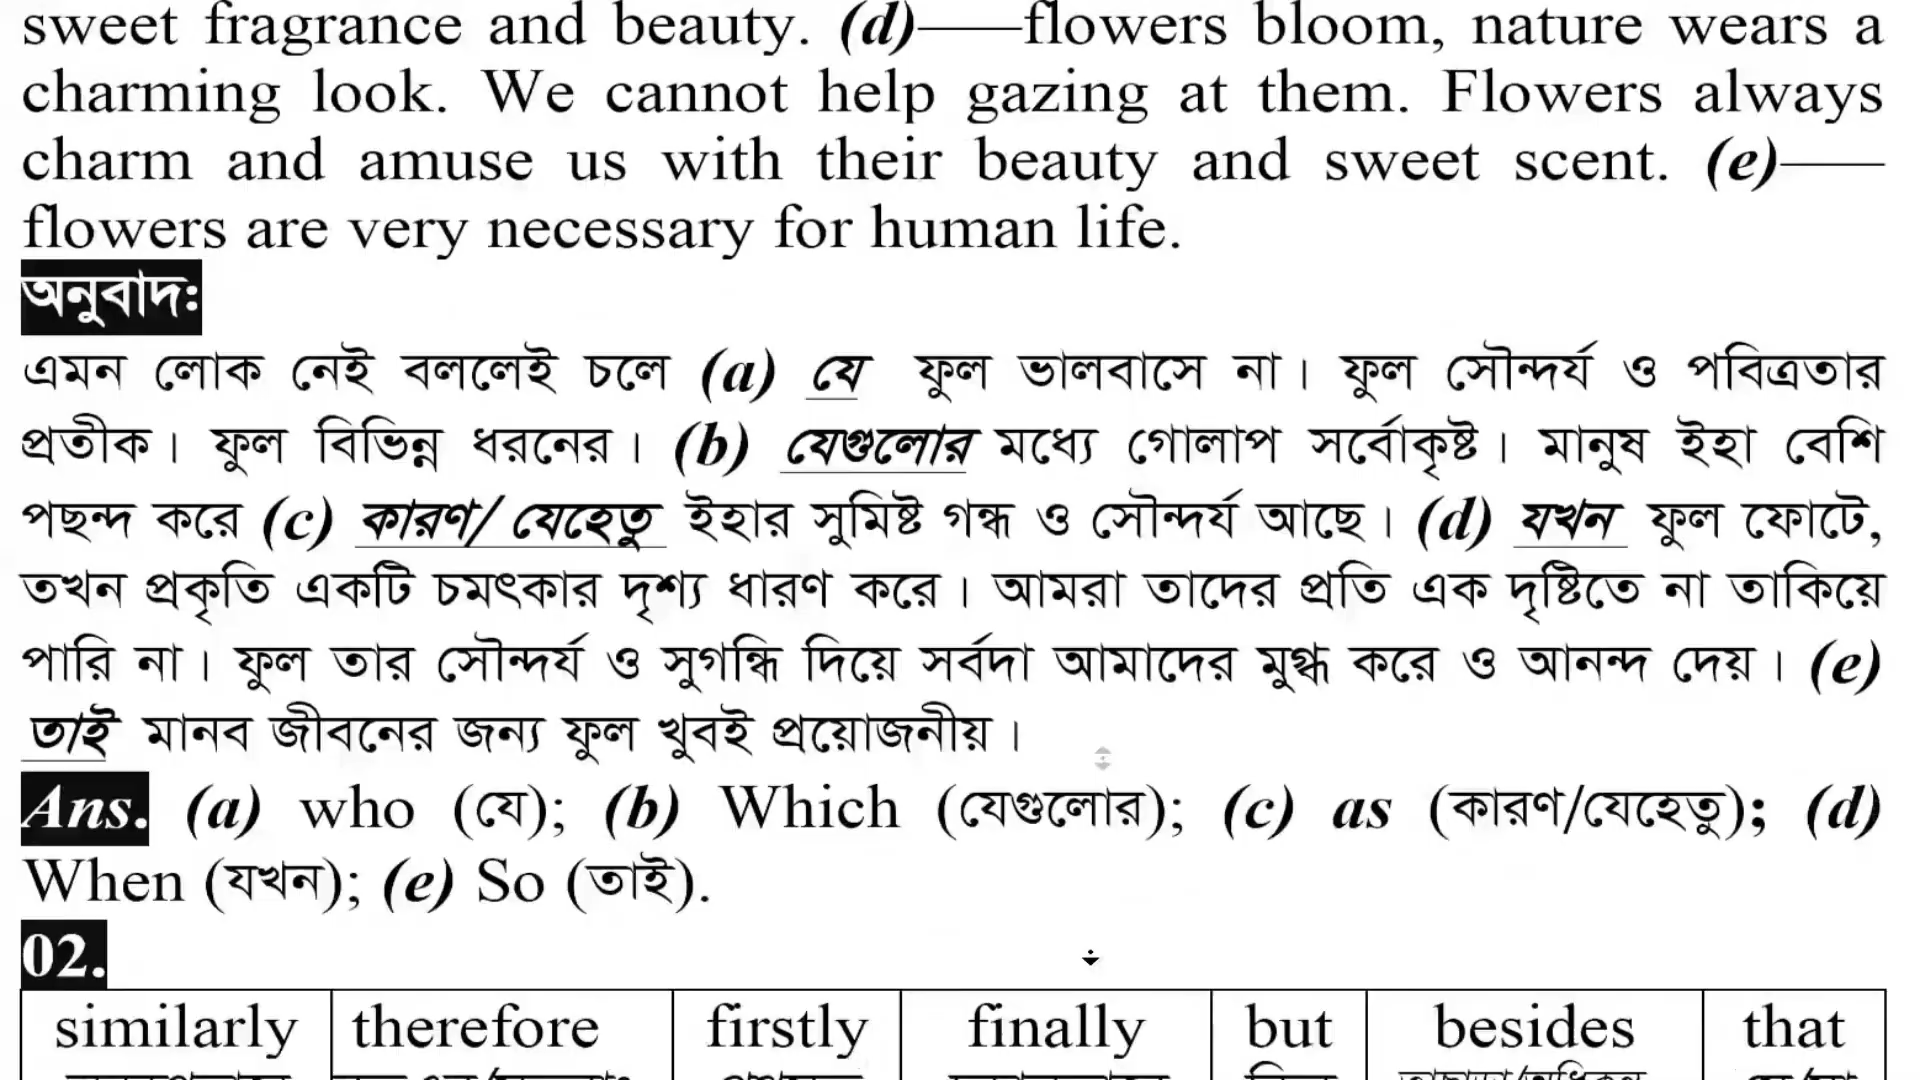 sweet fragrance and beauty. (d)——flowers bloom, nature wears a
charming look. We cannot help gazing at them. Flowers always
charm and amuse us with their beauty and sweet scent. (e)——
flowers are very necessary for human life.
অনুবাদঃ
এমন লোক নেই বললেই চলে (a) যে ফুল ভালবাসে না। ফুল সৌন্দর্য ও পবিত্রতার
প্রতীক। ফুল বিভিন্ন ধরনের। (b) যেগুলোর মধ্যে গোলাপ সর্বোকৃষ্ট। মানুষ ইহা বেশি
পছন্দ করে (c) কারণ/ যেহেতু ইহার সুমিষ্ট গন্ধ ও সৌন্দর্য আছে। (d) যখন ফুল ফোটে,
তখন প্রকৃতি একটি চমৎকার দৃশ্য ধারণ করে। আমরা তাদের প্রতি এক দৃষ্টিতে না তাকিয়ে
পারি না। ফুল তার সৌন্দর্য ও সুগন্ধি দিয়ে সর্বদা আমাদের মুগ্ধ করে ও আনন্দ দেয়। (e)
তাই মানব জীবনের জন্য ফুল খুবই প্রয়োজনীয়।
Ans. (a) who (যে); (b) Which (যেগুলোর); (c) as (কারণ/যেহেতু); (d)
When (যখন); (e) So (তাই).
02.
similarly therefore firstly finally but besides that